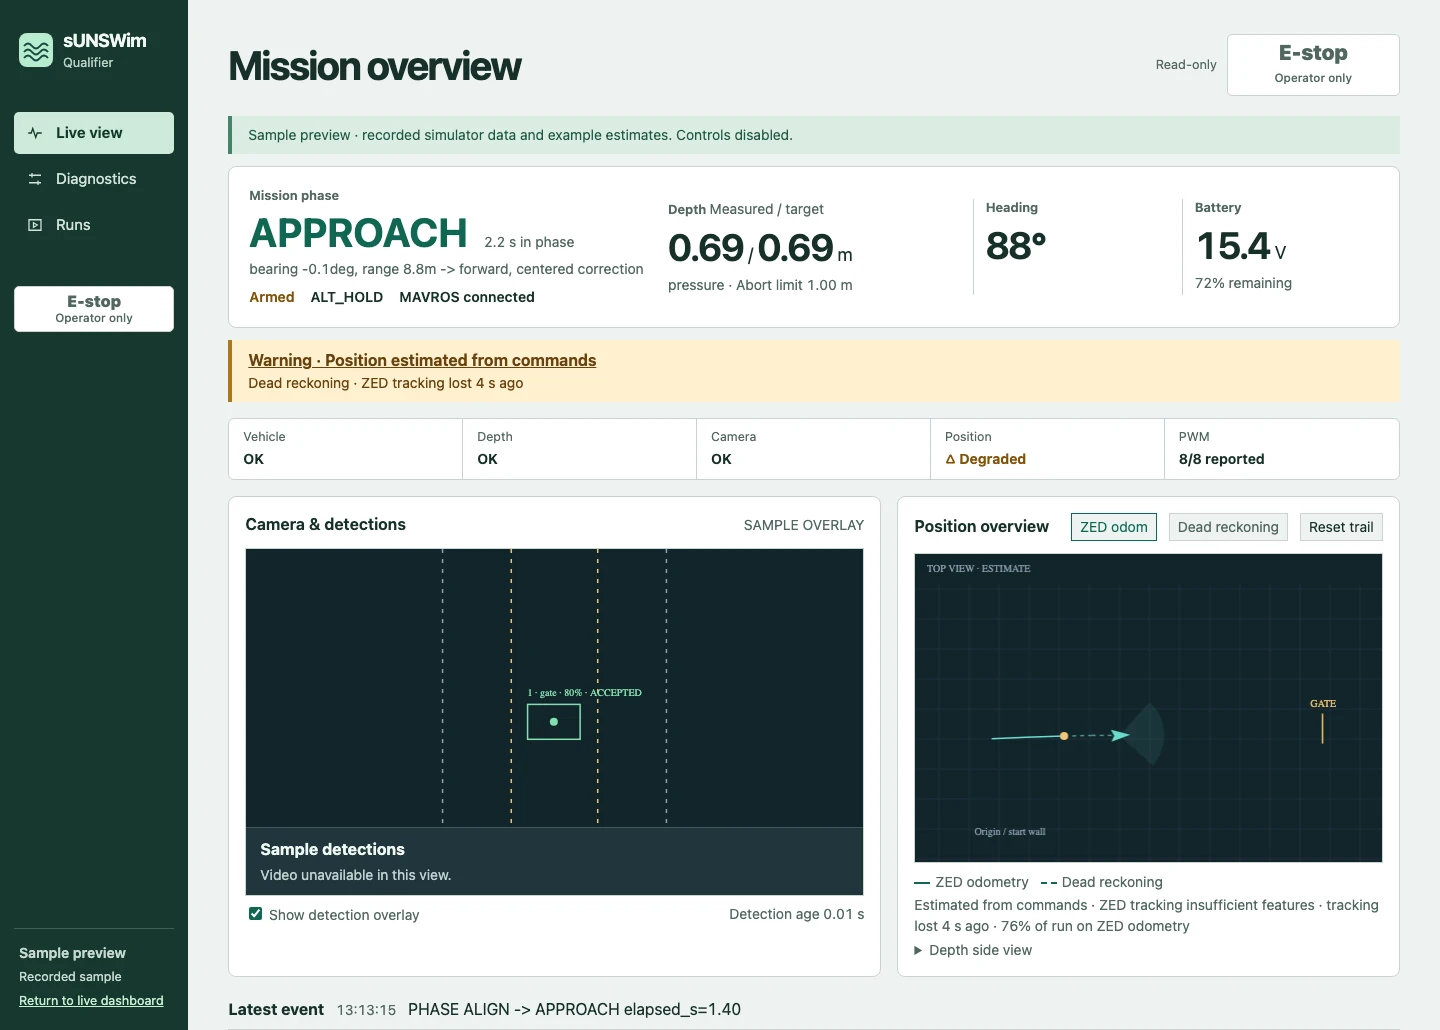 sUNSWim
Qualifier
Live view
Diagnostics
Runs
E-stop
Operator only
Sample preview
Recorded sample
Return to live dashboard
Mission overview
Read-only
E-stop
Operator only
Sample preview · recorded simulator data and example estimates. Controls disabled.
Mission phase
APPROACH 2.2 s in phase
bearing -0.1deg, range 8.8m -> forward, centered correction
Armed ALT_HOLD MAVROS connected
Depth Measured / target
0.69 / 0.69 m
pressure · Abort limit 1.00 m
Heading
88°
Battery
15.4 V
72% remaining
Warning · Position estimated from commands
Dead reckoning · ZED tracking lost 4 s ago
Vehicle
OK
Depth
OK
Camera
OK
Position
Δ Degraded
PWM
8/8 reported
Camera & detections
SAMPLE OVERLAY
1 · gate · 80% · ACCEPTED
Sample detections
Video unavailable in this view.
Show detection overlay
Detection age 0.01 s
Position overview
ZED odom
Dead reckoning
Reset trail
TOP VIEW · ESTIMATE
GATE
Origin / start wall
ZED odometry
Dead reckoning
Estimated from commands · ZED tracking insufficient features · tracking
lost 4 s ago · 76% of run on ZED odometry
Depth side view
Latest event 13:13:15 PHASE ALIGN -> APPROACH elapsed_s=1.40